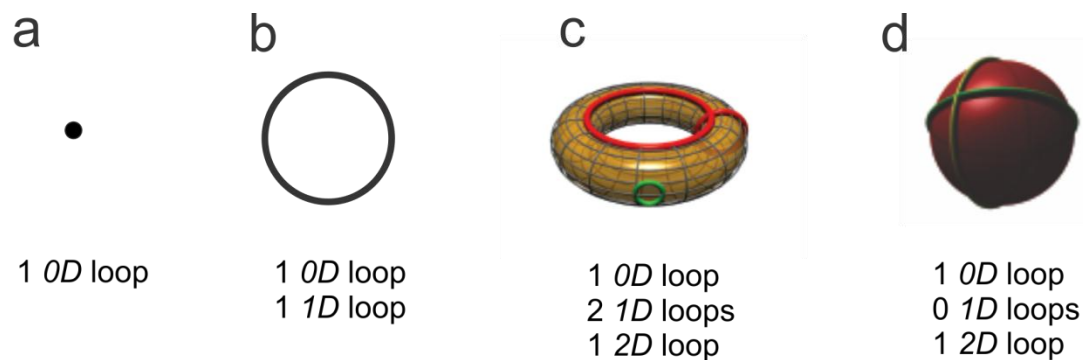 a
1 0D loop
b
1 0D loop
1 1D loop
c
1 0D loop
2 1D loops
1 2D loop
d
1 0D loop
0 1D loops
1 2D loop